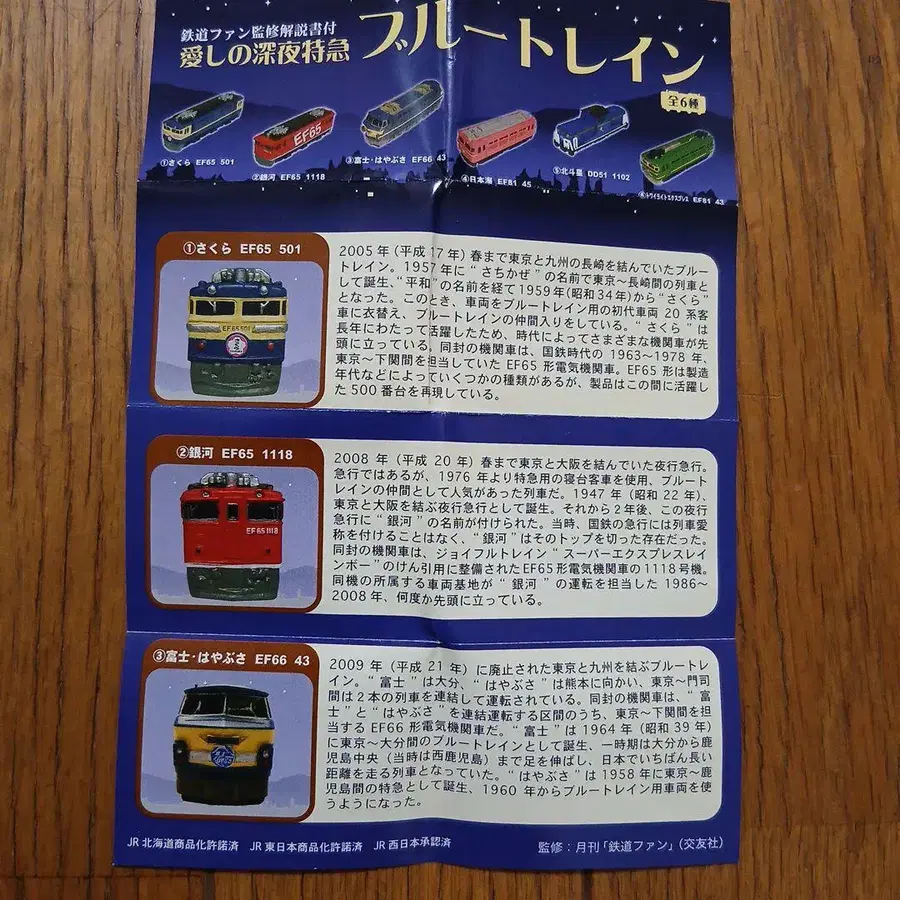 鉄道ファン監修解説書付
愛しの深夜特急 ブルートレイン
全6種
①さくら EF65 501
②銀河 EF65 1118
③富士・はやぶさ EF66 43
④日本海 EF81 45
⑤北斗星 DD51 1102
⑥トワイライトエクスプレス EF81 43
EF65
①さくら EF65 501
EF65501
2005年(平成17年)春まで東京と九州の長崎を結んでいたブルー
トレイン。1957年に“さちかぜ”の名前で東京〜長崎間の列車と
して誕生、“平和”の名前を経て1959年(昭和34年)から“さくら”
となった。このとき、車両をブルートレイン用の初代車両 20系客
車に衣替え、ブルートレインの仲間入りをしている。“さくら”は
長年にわたって活躍したため、時代によってさまざまな機関車が先
頭に立っている。同封の機関車は、国鉄時代の1963〜1978年、
東京〜下関間を担当していたEF65形電気機関車。EF65形は製造
年代などによっていくつかの種類があるが、製品はこの間に活躍し
た500番台を再現している。
②銀河 EF65 1118
EF65 1118
2008年(平成20年)春まで東京と大阪を結んでいた夜行急行。
急行ではあるが、1976年より特急用の寝台客車を使用、ブルート
レインの仲間として人気があった列車だ。1947年(昭和22年)、
東京と大阪を結ぶ夜行急行として誕生。それから2年後、この夜行
急行に“銀河”の名前が付けられた。当時、国鉄の急行には列車愛
称を付けることはなく、“銀河”はそのトップを切った存在だった。
同封の機関車は、ジョイフルトレイン“スーパーエクスプレスレイ
ンボー”のけん引用に整備されたEF65形電気機関車の1118号機。
同機の所属する車両基地が“銀河”の運転を担当した1986〜
2008年、何度か先頭に立っている。
③富士・はやぶさ EF66 43
2009年(平成21年)に廃止された東京と九州を結ぶブルートレ
イン。“富士”は大分、“はやぶさ”は熊本に向かい、東京〜門司
間は2本の列車を連結して運転されている。同封の機関車は、“富
士”と“はやぶさ”を連結運転する区間のうち、東京〜下関間を担
当するEF66形電気機関車だ。“富士”は1964年(昭和39年)
に東京〜大分間のブルートレインとして誕生、一時期は大分から鹿
児島中央(当時は西鹿児島)まで足を伸ばし、日本でいちばん長い
距離を走る列車となっていた。“はやぶさ”は1958年に東京〜鹿
児島間の特急として誕生、1960年からブルートレイン用車両を使
うようになった。
JR北海道商品化許諾済 JR東日本商品化許諾済 JR西日本承認済
監修:月刊「鉄道ファン」(交友社)